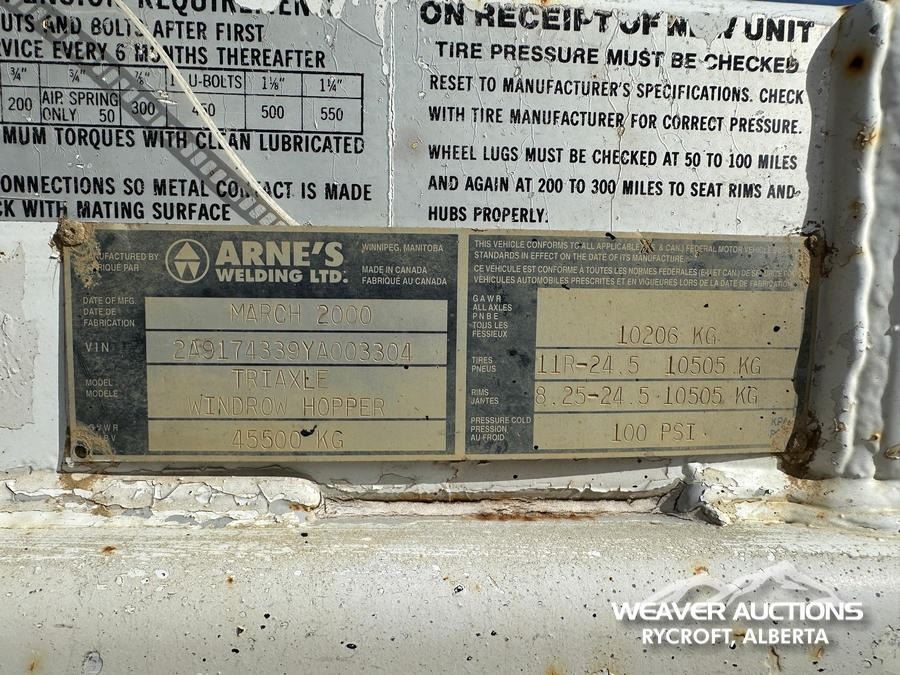 UTS AND BOLTS AFTER FIRST
VICE EVERY 6 MONTHS THEREAFTER
¾" ¾" ⅞" 1 U-BOLTS 1⅛" 1¼"
200 AIR SPRING ONLY 50 300 450 500 550
MUM TORQUES WITH CLEAN LUBRICATED
ONNECTIONS SO METAL CONTACT IS MADE
CK WITH MATING SURFACE
ON RECEIPT OF NEW UNIT
TIRE PRESSURE MUST BE CHECKED
RESET TO MANUFACTURER'S SPECIFICATIONS. CHECK
WITH TIRE MANUFACTURER FOR CORRECT PRESSURE.
WHEEL LUGS MUST BE CHECKED AT 50 TO 100 MILES
AND AGAIN AT 200 TO 300 MILES TO SEAT RIMS AND
HUBS PROPERLY.
MANUFACTURED BY
FABRIQUÉ PAR
ARNE'S
WELDING LTD.
WINNIPEG, MANITOBA
MADE IN CANADA
FABRIQUÉ AU CANADA
DATE OF MFG.
DATE DE
FABRICATION
MARCH 2000
VIN
2A9174339YA003304
MODEL
MODÈLE
TRIAXLE
WINDROW HOPPER
GVWR
45500 KG
THIS VEHICLE CONFORMS TO ALL APPLICABLE & CAN.) FEDERAL MOTOR VEHICLE
STANDARDS IN EFFECT ON THE DATE OF ITS MANUFACTURE.
CE VÉHICULE EST CONFORME À TOUTES LES NORMES FÉDÉRALES
VÉHICULES AUTOMOBILES PRESCRITES ET EN VIGUEURES LORS DE LA DATE DE FABRICATION
GAWR
ALL AXLES
PNBE
TOUS LES
FESSIEUX
10206 KG
TIRES
PNEUS
11R-24.5 10505 KG
RIMS
JANTES
8.25-24.5 10505 KG
PRESSURE COLD
PRESSION
AU FROID
100 PSI
WEAVER AUCTIONS
RYCROFT, ALBERTA